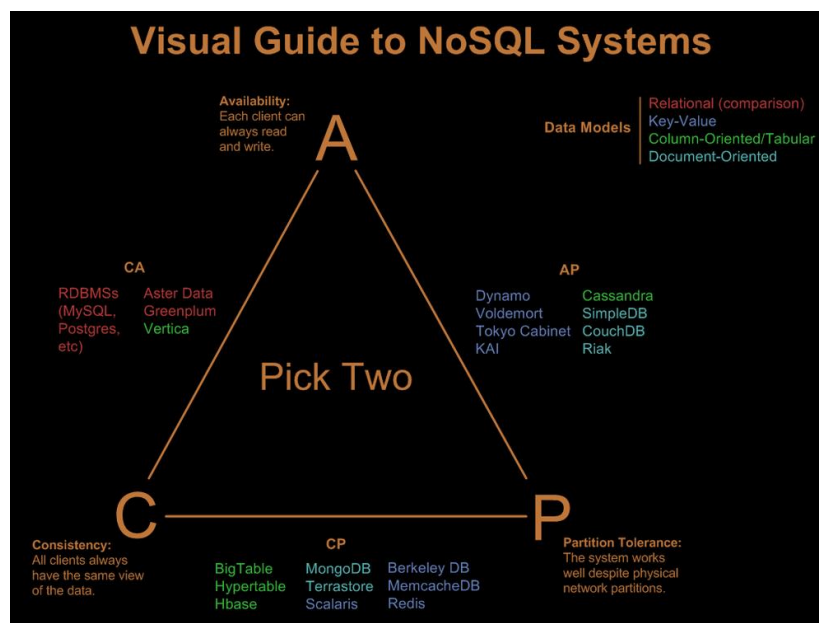 Visual Guide to NoSQL Systems
Availability:
Each client can
always read
and write.
A
Data Models
Relational (comparison)
Key-Value
Column-Oriented/Tabular
Document-Oriented
CA
RDBMSs
(MySQL,
Postgres,
etc)
Aster Data
Greenplum
Vertica
AP
Dynamo
Voldemort
Tokyo Cabinet
KAI
Cassandra
SimpleDB
CouchDB
Riak
Pick Two
C
Consistency:
All clients always
have the same view
of the data.
CP
BigTable
Hypertable
Hbase
MongoDB
Terrastore
Scalaris
Berkeley DB
MemcacheDB
Redis
P
Partition Tolerance:
The system works
well despite physical
network partitions.